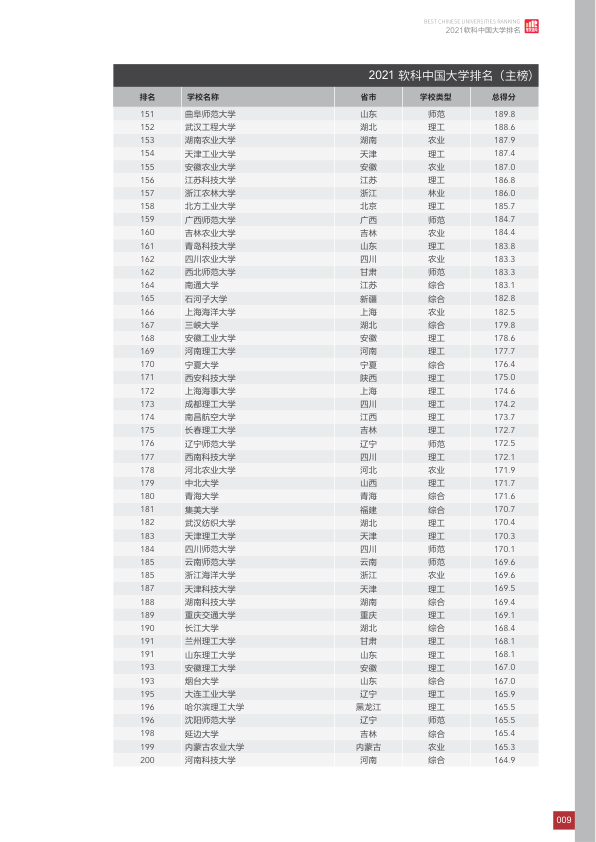 BEST CHINESE UNIVERSITIES RANKING
2021软科中国大学排名
2021 软科中国大学排名（主榜）
排名 学校名称 省市 学校类型 总得分
151 曲阜师范大学 山东 师范 189.8
152 武汉工程大学 湖北 理工 188.6
153 湖南农业大学 湖南 农业 187.9
154 天津工业大学 天津 理工 187.4
155 安徽农业大学 安徽 农业 187.0
156 江苏科技大学 江苏 理工 186.8
157 浙江农林大学 浙江 林业 186.0
158 北方工业大学 北京 理工 185.7
159 广西师范大学 广西 师范 184.7
160 吉林农业大学 吉林 农业 184.4
161 青岛科技大学 山东 理工 183.8
162 四川农业大学 四川 农业 183.3
162 西北师范大学 甘肃 师范 183.3
164 南通大学 江苏 综合 183.1
165 石河子大学 新疆 综合 182.8
166 上海海洋大学 上海 农业 182.5
167 三峡大学 湖北 综合 179.8
168 安徽工业大学 安徽 理工 178.6
169 河南理工大学 河南 理工 177.7
170 宁夏大学 宁夏 综合 176.4
171 西安科技大学 陕西 理工 175.0
172 上海海事大学 上海 理工 174.6
173 成都理工大学 四川 理工 174.2
174 南昌航空大学 江西 理工 173.7
175 长春理工大学 吉林 理工 172.7
176 辽宁师范大学 辽宁 师范 172.5
177 西南科技大学 四川 理工 172.1
178 河北农业大学 河北 农业 171.9
179 中北大学 山西 理工 171.7
180 青海大学 青海 综合 171.6
181 集美大学 福建 综合 170.7
182 武汉纺织大学 湖北 理工 170.4
183 天津理工大学 天津 理工 170.3
184 四川师范大学 四川 师范 170.1
185 云南师范大学 云南 师范 169.6
185 浙江海洋大学 浙江 农业 169.6
187 天津科技大学 天津 理工 169.5
188 湖南科技大学 湖南 综合 169.4
189 重庆交通大学 重庆 理工 169.1
190 长江大学 湖北 综合 168.4
191 兰州理工大学 甘肃 理工 168.1
191 山东理工大学 山东 理工 168.1
193 安徽理工大学 安徽 理工 167.0
193 烟台大学 山东 综合 167.0
195 大连工业大学 辽宁 理工 165.9
196 哈尔滨理工大学 黑龙江 理工 165.5
196 沈阳师范大学 辽宁 师范 165.5
198 延边大学 吉林 综合 165.4
199 内蒙古农业大学 内蒙古 农业 165.3
200 河南科技大学 河南 综合 164.9
009